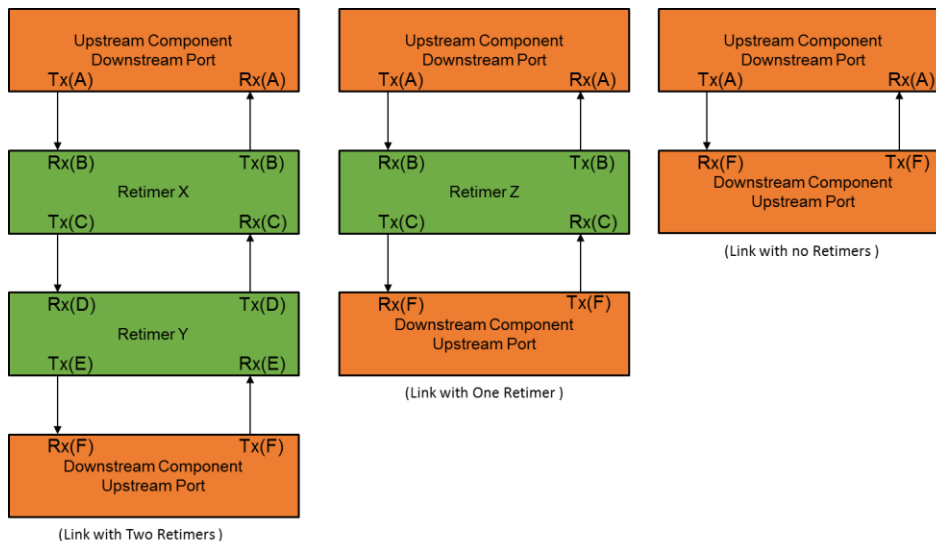 Upstream Component
Downstream Port
Tx(A) Rx(A)
Rx(B) Tx(B)
Retimer X
Tx(C) Rx(C)
Rx(D) Tx(D)
Retimer Y
Tx(E) Rx(E)
Rx(F) Tx(F)
Downstream Component
Upstream Port
(Link with Two Retimers )
Upstream Component
Downstream Port
Tx(A) Rx(A)
Rx(B) Tx(B)
Retimer Z
Tx(C) Rx(C)
Rx(F) Tx(F)
Downstream Component
Upstream Port
(Link with One Retimer )
Upstream Component
Downstream Port
Tx(A) Rx(A)
Rx(F) Tx(F)
Downstream Component
Upstream Port
(Link with no Retimers )